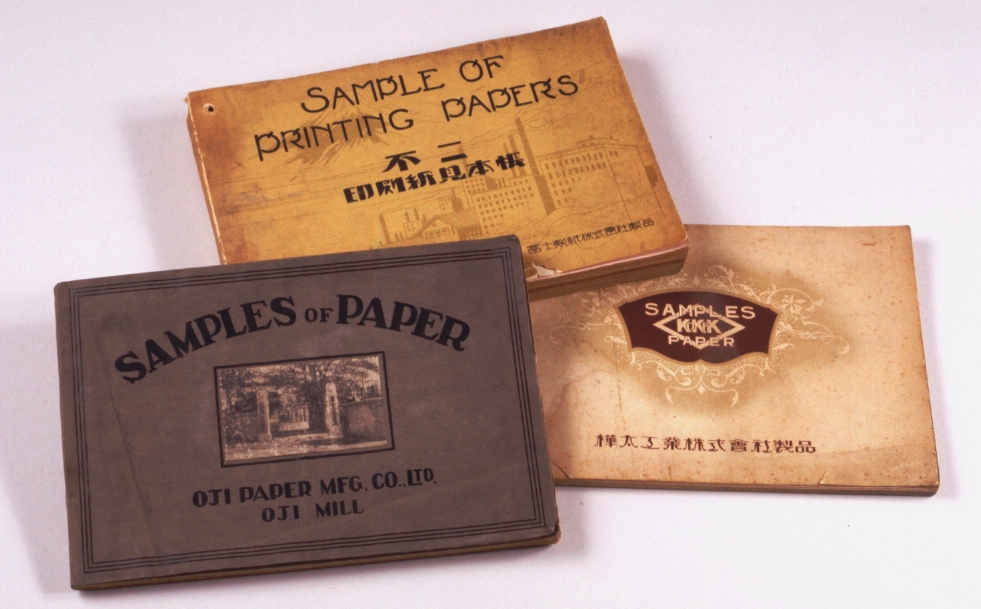 SAMPLE OF
PRINTING PAPERS
不二
印刷紙見本帳
富士製紙株式會社製品
SAMPLES OF PAPER
OJI PAPER MFG. CO., LTD.
OJI MILL
SAMPLES
KKK
PAPER
樺太工業株式會社製品